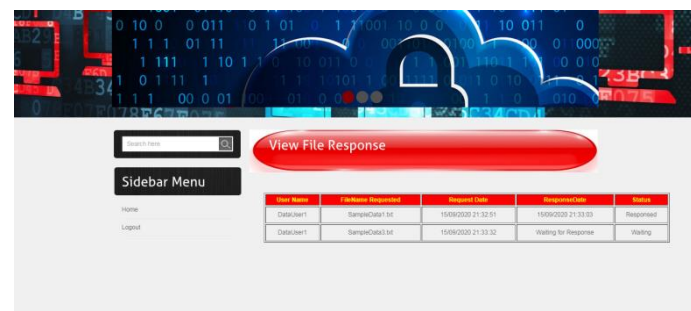 Search here
View File Response
Sidebar Menu
Home
Logout
User Name FileName Requested Request Date ResponseDate Status
DataUser1 SampleData1.txt 15/09/2020 21:32:51 15/09/2020 21:33:03 Responsed
DataUser1 SampleData3.txt 15/09/2020 21:33:32 Waiting for Response Waiting